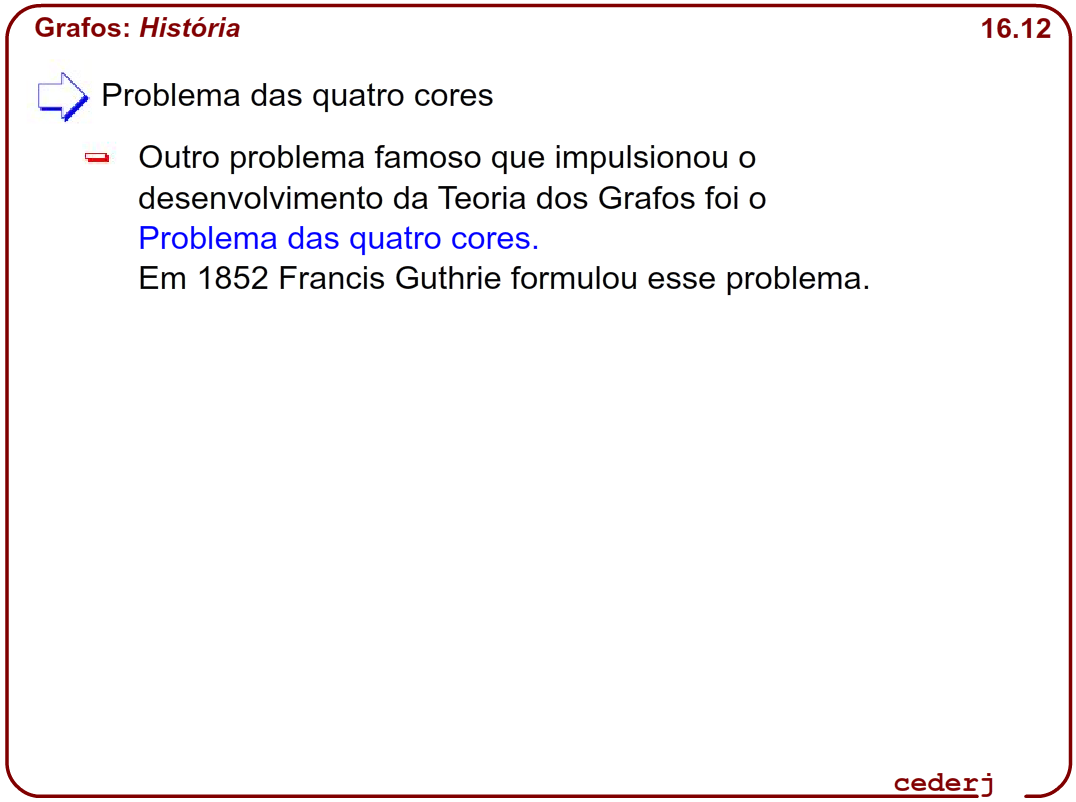 Grafos: História 16.12
Problema das quatro cores
Outro problema famoso que impulsionou o
desenvolvimento da Teoria dos Grafos foi o
Problema das quatro cores.
Em 1852 Francis Guthrie formulou esse problema.
cederj